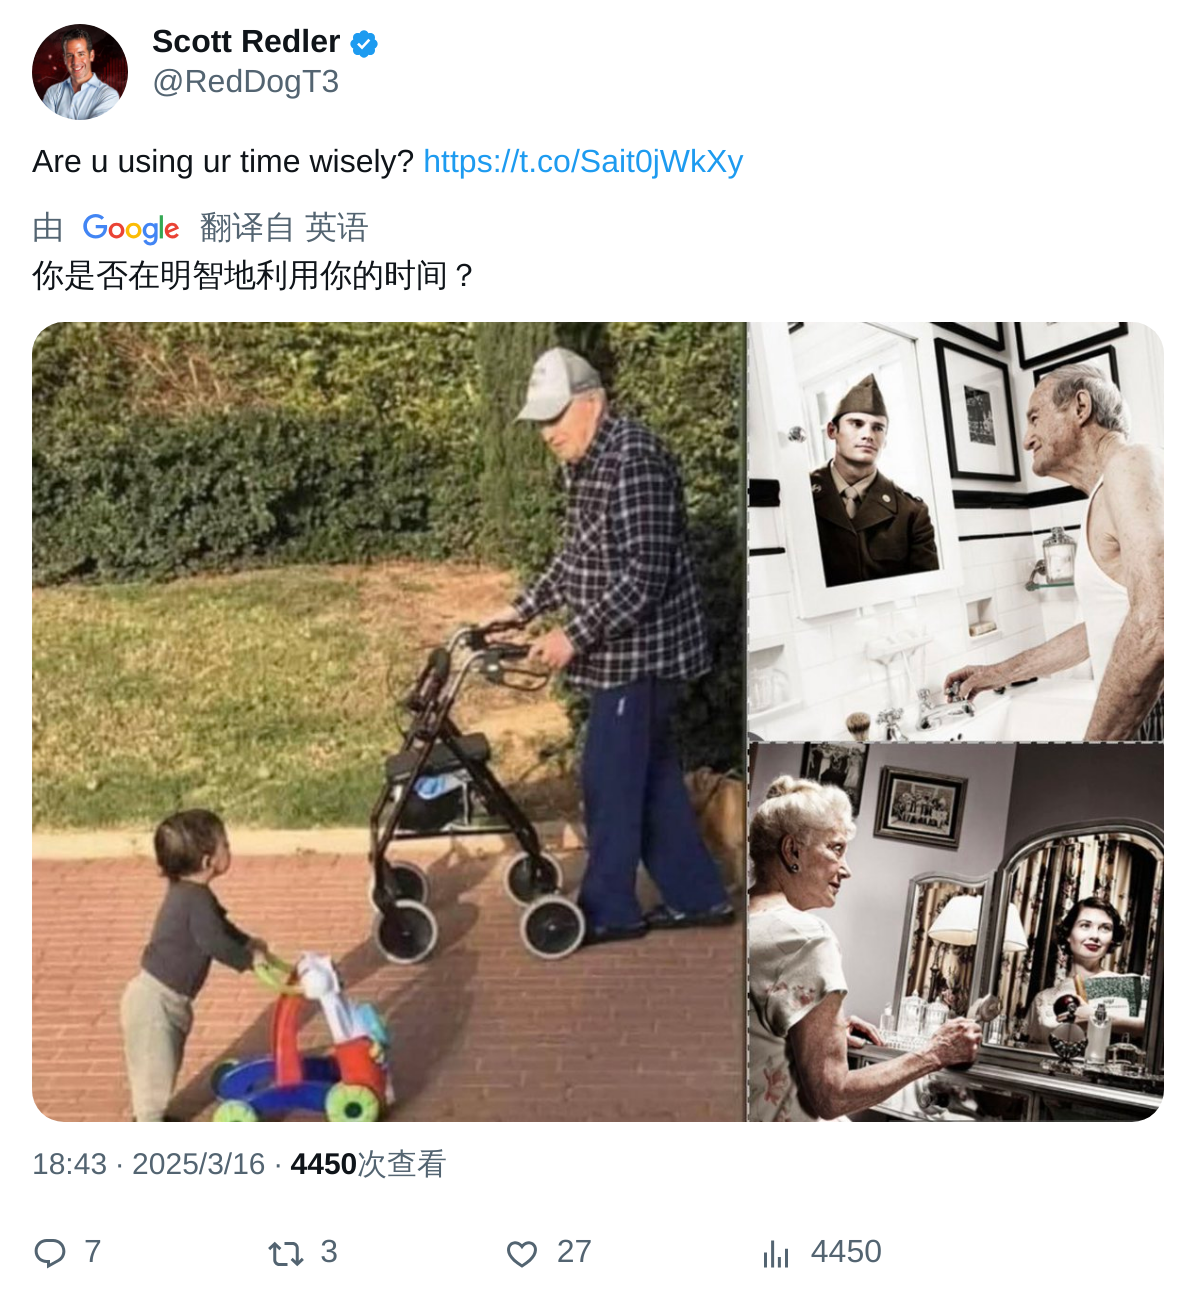 Scott Redler
@RedDogT3
Are u using ur time wisely? https://t.co/Sait0jWkXy
由 Google 翻译自 英语
你是否在明智地利用你的时间？
18:43 · 2025/3/16 · 4450次查看
7 3 27 4450